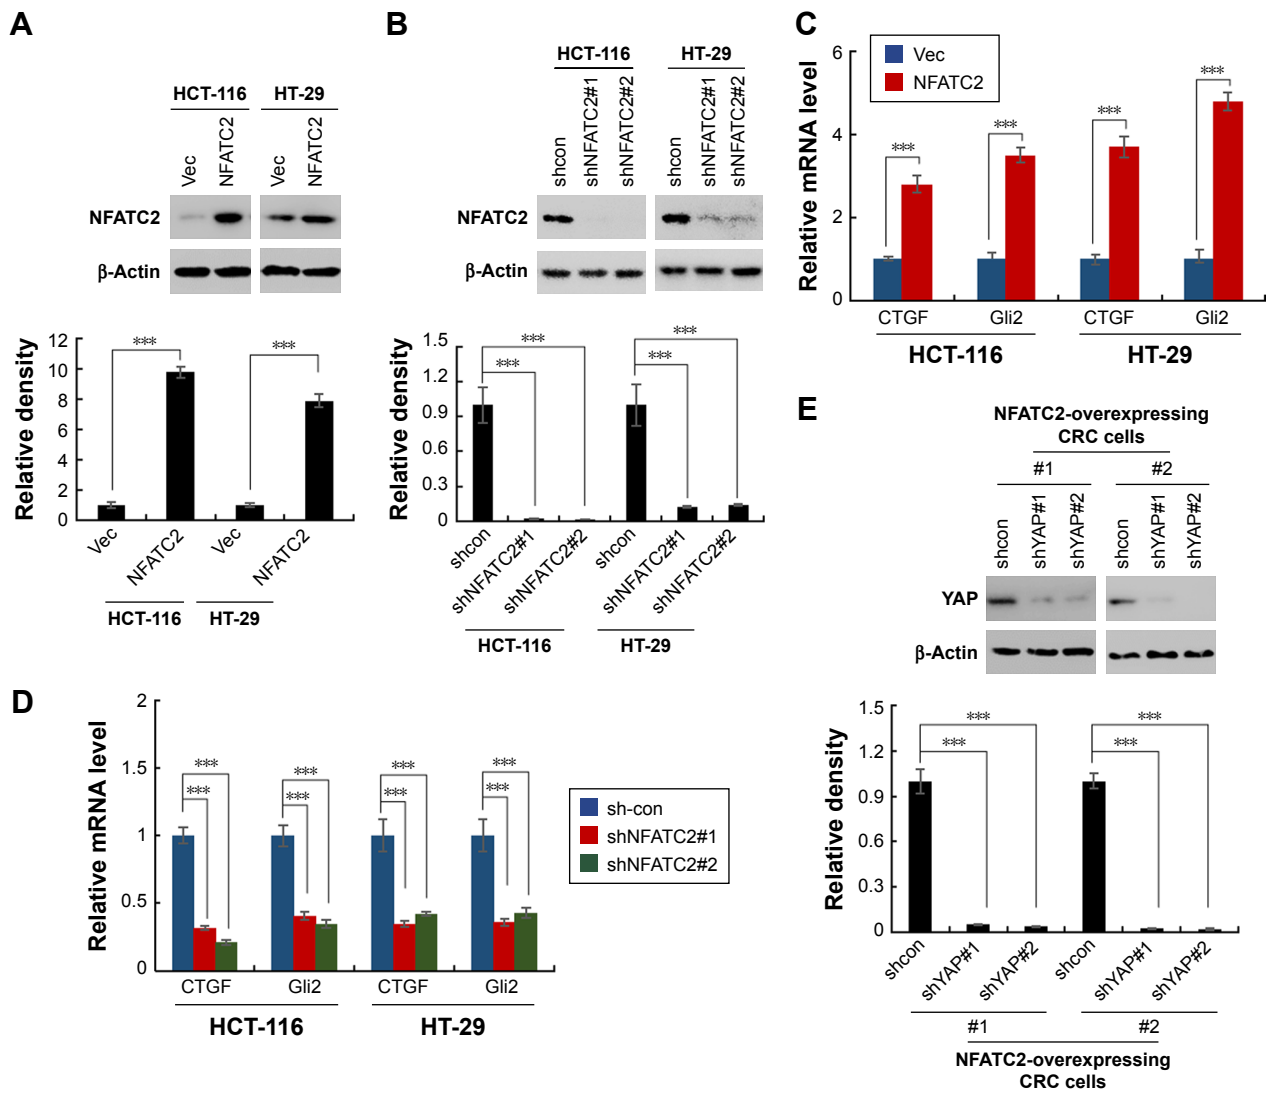 A
HCT-116 HT-29
Vec NFATC2 Vec NFATC2
NFATC2
β-Actin
Relative density
12
10
8
6
4
2
0
*** ***
Vec NFATC2 Vec NFATC2
HCT-116 HT-29
B
HCT-116 HT-29
shcon shNFATC2#1 shNFATC2#2 shcon shNFATC2#1 shNFATC2#2
NFATC2
β-Actin
Relative density
1.5
1.2
0.9
0.6
0.3
0
*** ***
*** ***
shcon shNFATC2#1 shNFATC2#2 shcon shNFATC2#1 shNFATC2#2
HCT-116 HT-29
C
Vec
NFATC2
Relative mRNA level
6
4
2
0
*** *** *** ***
CTGF Gli2 CTGF Gli2
HCT-116 HT-29
D
Relative mRNA level
2
1.5
1
0.5
0
*** *** *** ***
*** *** *** ***
CTGF Gli2 CTGF Gli2
HCT-116 HT-29
sh-con
shNFATC2#1
shNFATC2#2
E
NFATC2-overexpressing
CRC cells
#1 #2
shcon shYAP#1 shYAP#2 shcon shYAP#1 shYAP#2
YAP
β-Actin
Relative density
1.5
1.2
0.9
0.6
0.3
0
*** ***
*** ***
shcon shYAP#1 shYAP#2 shcon shYAP#1 shYAP#2
#1 #2
NFATC2-overexpressing
CRC cells